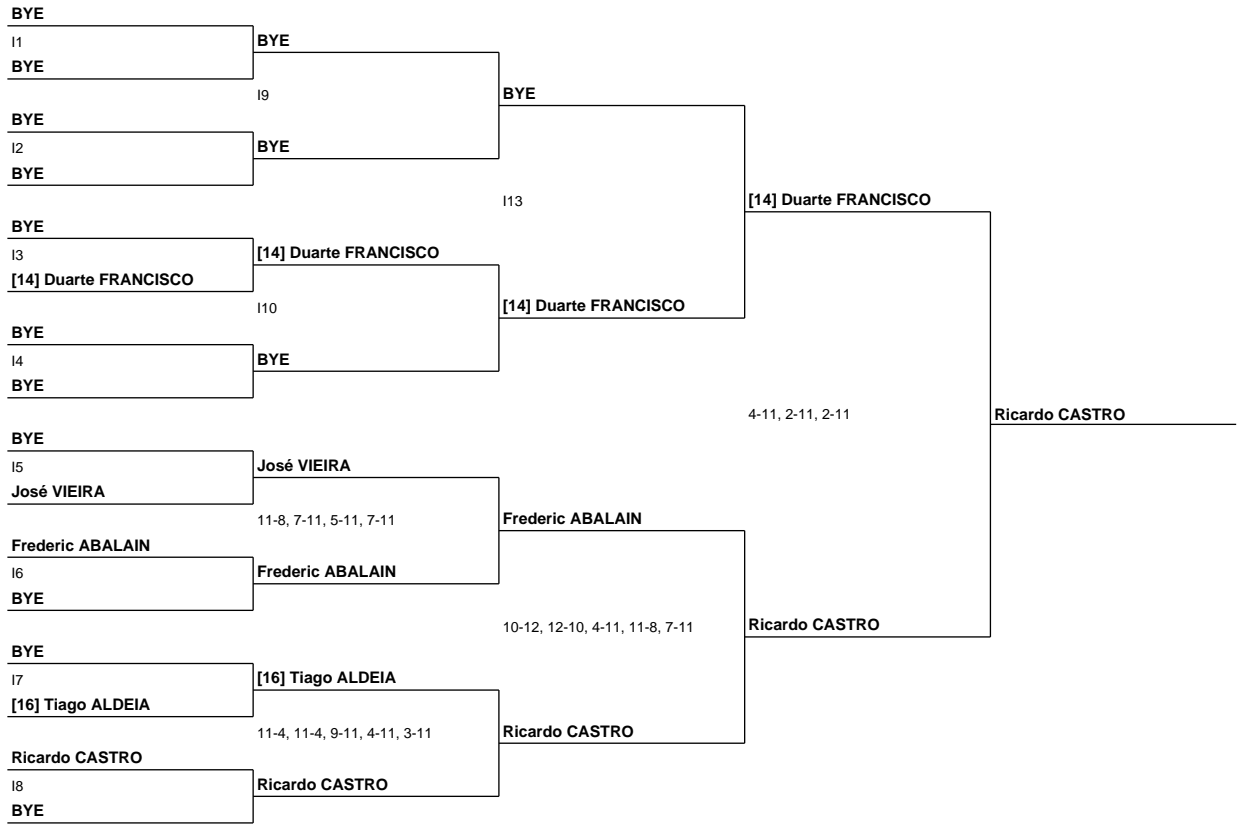 BYE
I1
BYE
BYE
I9
BYE
BYE
I2
BYE
BYE
I13
[14] Duarte FRANCISCO
BYE
I3
[14] Duarte FRANCISCO
[14] Duarte FRANCISCO
I10
[14] Duarte FRANCISCO
BYE
I4
BYE
BYE
4-11, 2-11, 2-11
Ricardo CASTRO
BYE
I5
José VIEIRA
José VIEIRA
11-8, 7-11, 5-11, 7-11
Frederic ABALAIN
Frederic ABALAIN
I6
Frederic ABALAIN
BYE
10-12, 12-10, 4-11, 11-8, 7-11
Ricardo CASTRO
BYE
I7
[16] Tiago ALDEIA
[16] Tiago ALDEIA
11-4, 11-4, 9-11, 4-11, 3-11
Ricardo CASTRO
Ricardo CASTRO
I8
Ricardo CASTRO
BYE